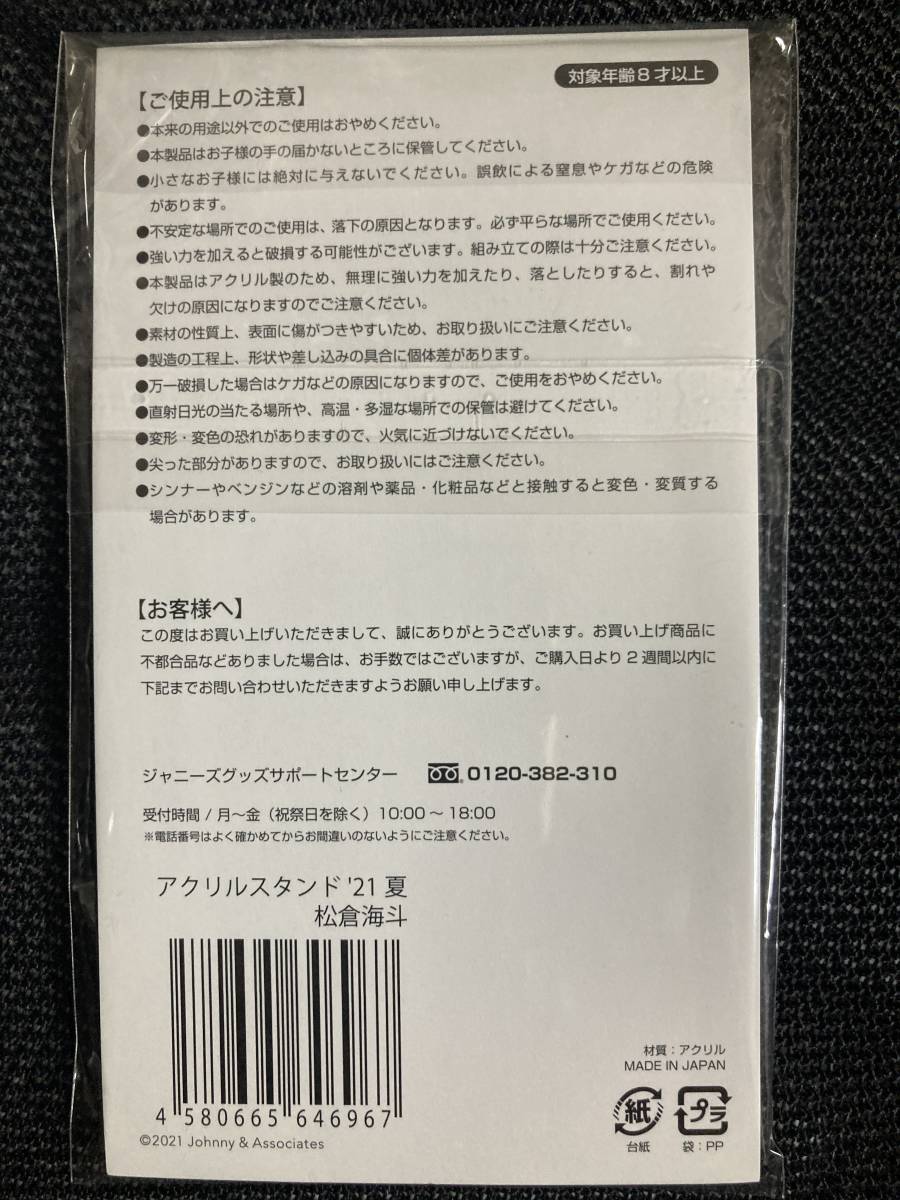 対象年齢8才以上
【ご使用上の注意】
●本来の用途以外でのご使用はおやめください。
●本製品はお子様の手の届かないところに保管してください。
●小さなお子様には絶対に与えないでください。誤飲による窒息やケガなどの危険
があります。
●不安定な場所でのご使用は、落下の原因となります。必ず平らな場所でご使用ください。
●強い力を加えると破損する可能性がございます。組み立ての際は十分ご注意ください。
●本製品はアクリル製のため、無理に強い力を加えたり、落としたりすると、割れや
欠けの原因になりますのでご注意ください。
●素材の性質上、表面に傷がつきやすいため、お取り扱いにご注意ください。
●製造の工程上、形状や差し込みの具合に個体差があります。
●万一破損した場合はケガなどの原因になりますので、ご使用をおやめください。
●直射日光の当たる場所や、高温・多湿な場所での保管は避けてください。
●変形・変色の恐れがありますので、火気に近づけないでください。
●尖った部分がありますので、お取り扱いにはご注意ください。
●シンナーやベンジンなどの溶剤や薬品・化粧品などと接触すると変色・変質する
場合があります。
【お客様へ】
この度はお買い上げいただきまして、誠にありがとうございます。お買い上げ商品に
不都合品などありました場合は、お手数ではございますが、ご購入日より2週間以内に
下記までお問い合わせいただきますようお願い申し上げます。
ジャニーズグッズサポートセンター 0120-382-310
受付時間 / 月～金（祝祭日を除く）10:00 ～ 18:00
※電話番号はよく確かめてからお間違いのないようにご注意ください。
アクリルスタンド '21 夏
松倉海斗
4 580665 646967
©2021 Johnny & Associates
材質：アクリル
MADE IN JAPAN
紙 プラ
台紙 袋：PP